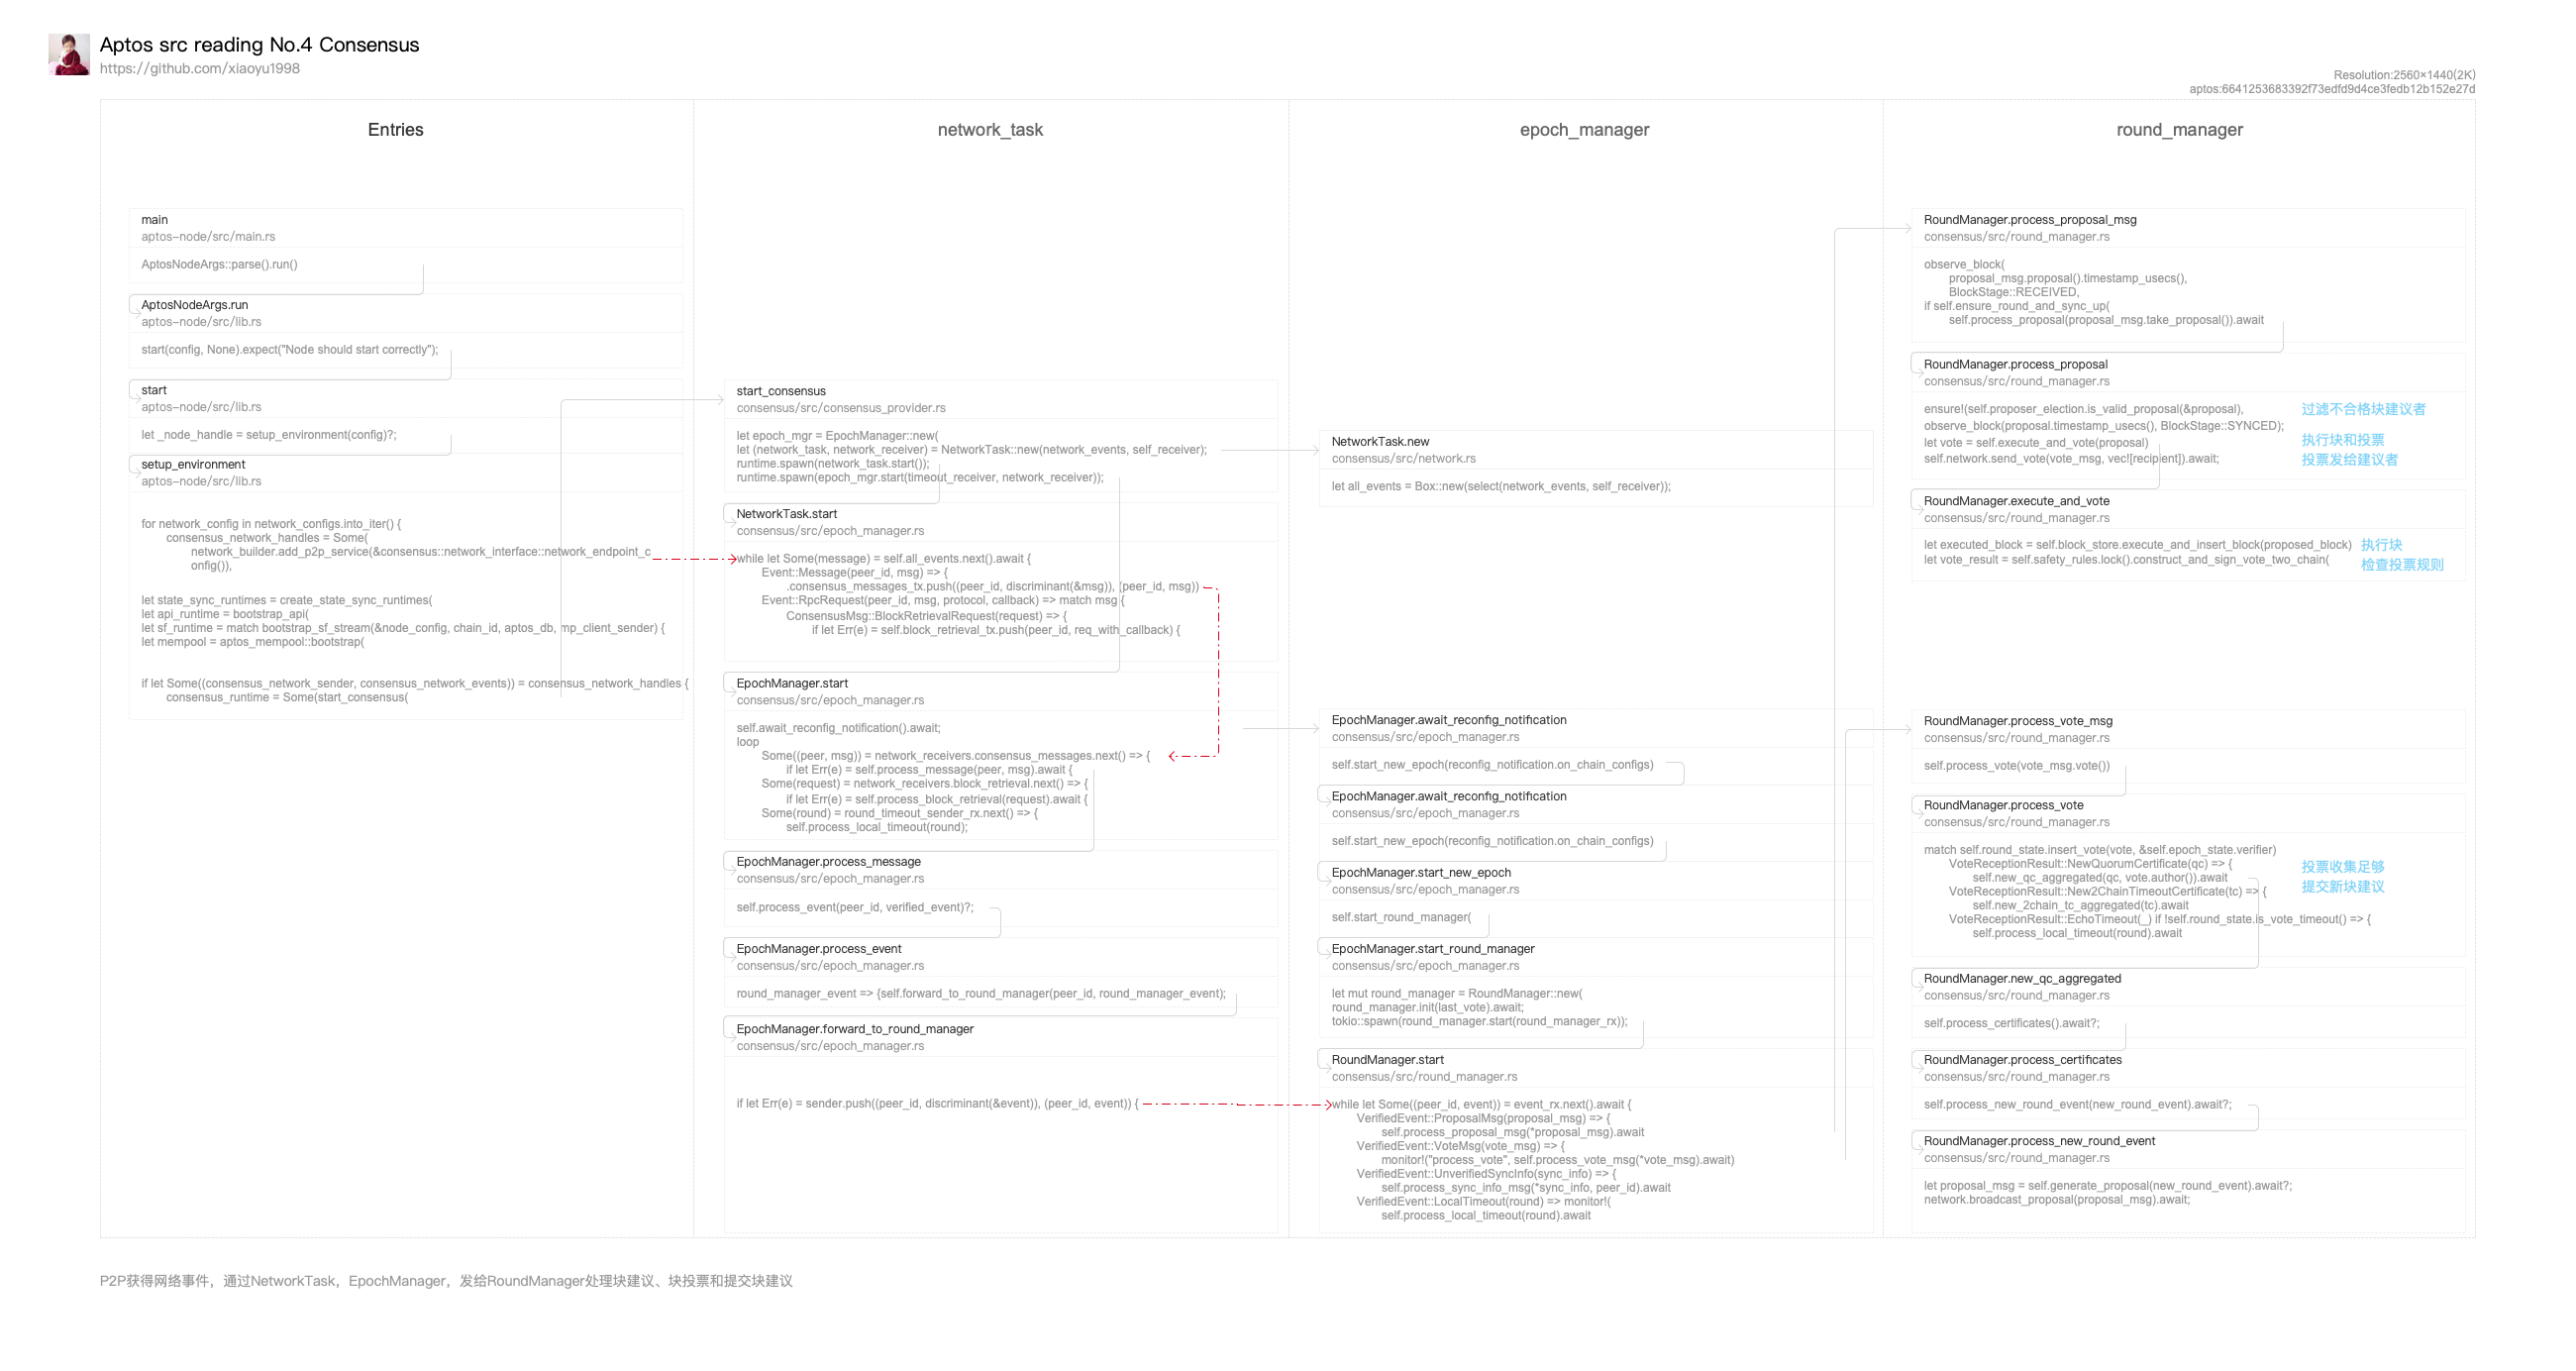 Aptos src reading No.4 Consensus
https://github.com/xiaoyu1998
Resolution:2560×1440(2K)
aptos:6641253683392f73edfd9d4ce3fedb12b152e27d
Entries
main
aptos-node/src/main.rs
AptosNodeArgs::parse().run()
AptosNodeArgs.run
aptos-node/src/lib.rs
start(config, None).expect("Node should start correctly");
start
aptos-node/src/lib.rs
let _node_handle = setup_environment(config)?;
setup_environment
aptos-node/src/lib.rs
for network_config in network_configs.into_iter() {
consensus_network_handles = Some(
network_builder.add_p2p_service(&consensus::network_interface::network_endpoint_c
onfig()),
let state_sync_runtimes = create_state_sync_runtimes(
let api_runtime = bootstrap_api(
let sf_runtime = match bootstrap_sf_stream(&node_config, chain_id, aptos_db, mp_client_sender) {
let mempool = aptos_mempool::bootstrap(
if let Some((consensus_network_sender, consensus_network_events)) = consensus_network_handles {
consensus_runtime = Some(start_consensus(
network_task
start_consensus
consensus/src/consensus_provider.rs
let epoch_mgr = EpochManager::new(
let (network_task, network_receiver) = NetworkTask::new(network_events, self_receiver);
runtime.spawn(network_task.start());
runtime.spawn(epoch_mgr.start(timeout_receiver, network_receiver));
NetworkTask.start
consensus/src/epoch_manager.rs
while let Some(message) = self.all_events.next().await {
Event::Message(peer_id, msg) => {
.consensus_messages_tx.push((peer_id, discriminant(&msg)), (peer_id, msg))
Event::RpcRequest(peer_id, msg, protocol, callback) => match msg {
ConsensusMsg::BlockRetrievalRequest(request) => {
if let Err(e) = self.block_retrieval_tx.push(peer_id, req_with_callback) {
EpochManager.start
consensus/src/epoch_manager.rs
self.await_reconfig_notification().await;
loop
Some((peer, msg)) = network_receivers.consensus_messages.next() => {
if let Err(e) = self.process_message(peer, msg).await {
Some(request) = network_receivers.block_retrieval.next() => {
if let Err(e) = self.process_block_retrieval(request).await {
Some(round) = round_timeout_sender_rx.next() => {
self.process_local_timeout(round);
EpochManager.process_message
consensus/src/epoch_manager.rs
self.process_event(peer_id, verified_event)?;
EpochManager.process_event
consensus/src/epoch_manager.rs
round_manager_event => {self.forward_to_round_manager(peer_id, round_manager_event);
EpochManager.forward_to_round_manager
consensus/src/epoch_manager.rs
if let Err(e) = sender.push((peer_id, discriminant(&event)), (peer_id, event)) {
epoch_manager
NetworkTask.new
consensus/src/network.rs
let all_events = Box::new(select(network_events, self_receiver));
EpochManager.await_reconfig_notification
consensus/src/epoch_manager.rs
self.start_new_epoch(reconfig_notification.on_chain_configs)
EpochManager.await_reconfig_notification
consensus/src/epoch_manager.rs
self.start_new_epoch(reconfig_notification.on_chain_configs)
EpochManager.start_new_epoch
consensus/src/epoch_manager.rs
self.start_round_manager(
EpochManager.start_round_manager
consensus/src/epoch_manager.rs
let mut round_manager = RoundManager::new(
round_manager.init(last_vote).await;
tokio::spawn(round_manager.start(round_manager_rx));
RoundManager.start
consensus/src/round_manager.rs
while let Some((peer_id, event)) = event_rx.next().await {
VerifiedEvent::ProposalMsg(proposal_msg) => {
self.process_proposal_msg(*proposal_msg).await
VerifiedEvent::VoteMsg(vote_msg) => {
monitor!("process_vote", self.process_vote_msg(*vote_msg).await)
VerifiedEvent::UnverifiedSyncInfo(sync_info) => {
self.process_sync_info_msg(*sync_info, peer_id).await
VerifiedEvent::LocalTimeout(round) => monitor!(
self.process_local_timeout(round).await
round_manager
RoundManager.process_proposal_msg
consensus/src/round_manager.rs
observe_block(
proposal_msg.proposal().timestamp_usecs(),
BlockStage::RECEIVED,
if self.ensure_round_and_sync_up(
self.process_proposal(proposal_msg.take_proposal()).await
RoundManager.process_proposal
consensus/src/round_manager.rs
ensure!(self.proposer_election.is_valid_proposal(&proposal), 过滤不合格块建议者
observe_block(proposal.timestamp_usecs(), BlockStage::SYNCED);
let vote = self.execute_and_vote(proposal) 执行块和投票
self.network.send_vote(vote_msg, vec![recipient]).await; 投票发给建议者
RoundManager.execute_and_vote
consensus/src/round_manager.rs
let executed_block = self.block_store.execute_and_insert_block(proposed_block) 执行块
let vote_result = self.safety_rules.lock().construct_and_sign_vote_two_chain( 检查投票规则
RoundManager.process_vote_msg
consensus/src/round_manager.rs
self.process_vote(vote_msg.vote())
RoundManager.process_vote
consensus/src/round_manager.rs
match self.round_state.insert_vote(vote, &self.epoch_state.verifier)
VoteReceptionResult::NewQuorumCertificate(qc) => { 投票收集足够
self.new_qc_aggregated(qc, vote.author()).await 提交新块建议
VoteReceptionResult::New2ChainTimeoutCertificate(tc) => {
self.new_2chain_tc_aggregated(tc).await
VoteReceptionResult::EchoTimeout(_) if !self.round_state.is_vote_timeout() => {
self.process_local_timeout(round).await
RoundManager.new_qc_aggregated
consensus/src/round_manager.rs
self.process_certificates().await?;
RoundManager.process_certificates
consensus/src/round_manager.rs
self.process_new_round_event(new_round_event).await?;
RoundManager.process_new_round_event
consensus/src/round_manager.rs
let proposal_msg = self.generate_proposal(new_round_event).await?;
network.broadcast_proposal(proposal_msg).await;
P2P获得网络事件，通过NetworkTask，EpochManager，发给RoundManager处理块建议、块投票和提交块建议